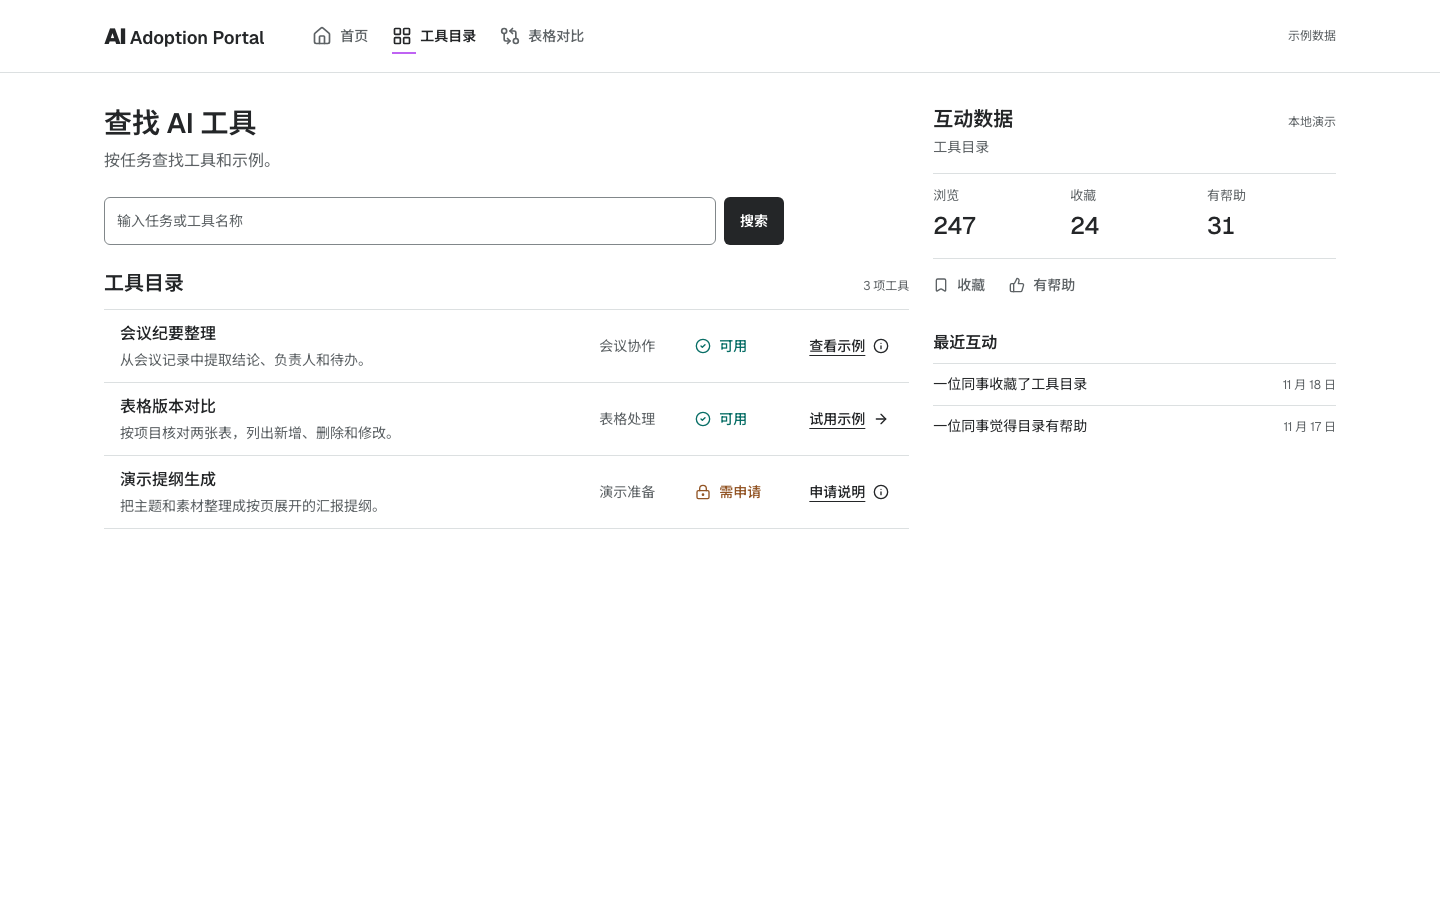 AI Adoption Portal
首页
工具目录
表格对比
示例数据
查找 AI 工具
按任务查找工具和示例。
输入任务或工具名称
搜索
工具目录
3 项工具
会议纪要整理
从会议记录中提取结论、负责人和待办。
会议协作
可用
查看示例
表格版本对比
按项目核对两张表，列出新增、删除和修改。
表格处理
可用
试用示例
演示提纲生成
把主题和素材整理成按页展开的汇报提纲。
演示准备
需申请
申请说明
互动数据
本地演示
工具目录
浏览
收藏
有帮助
247
24
31
收藏
有帮助
最近互动
一位同事收藏了工具目录
11 月 18 日
一位同事觉得目录有帮助
11 月 17 日